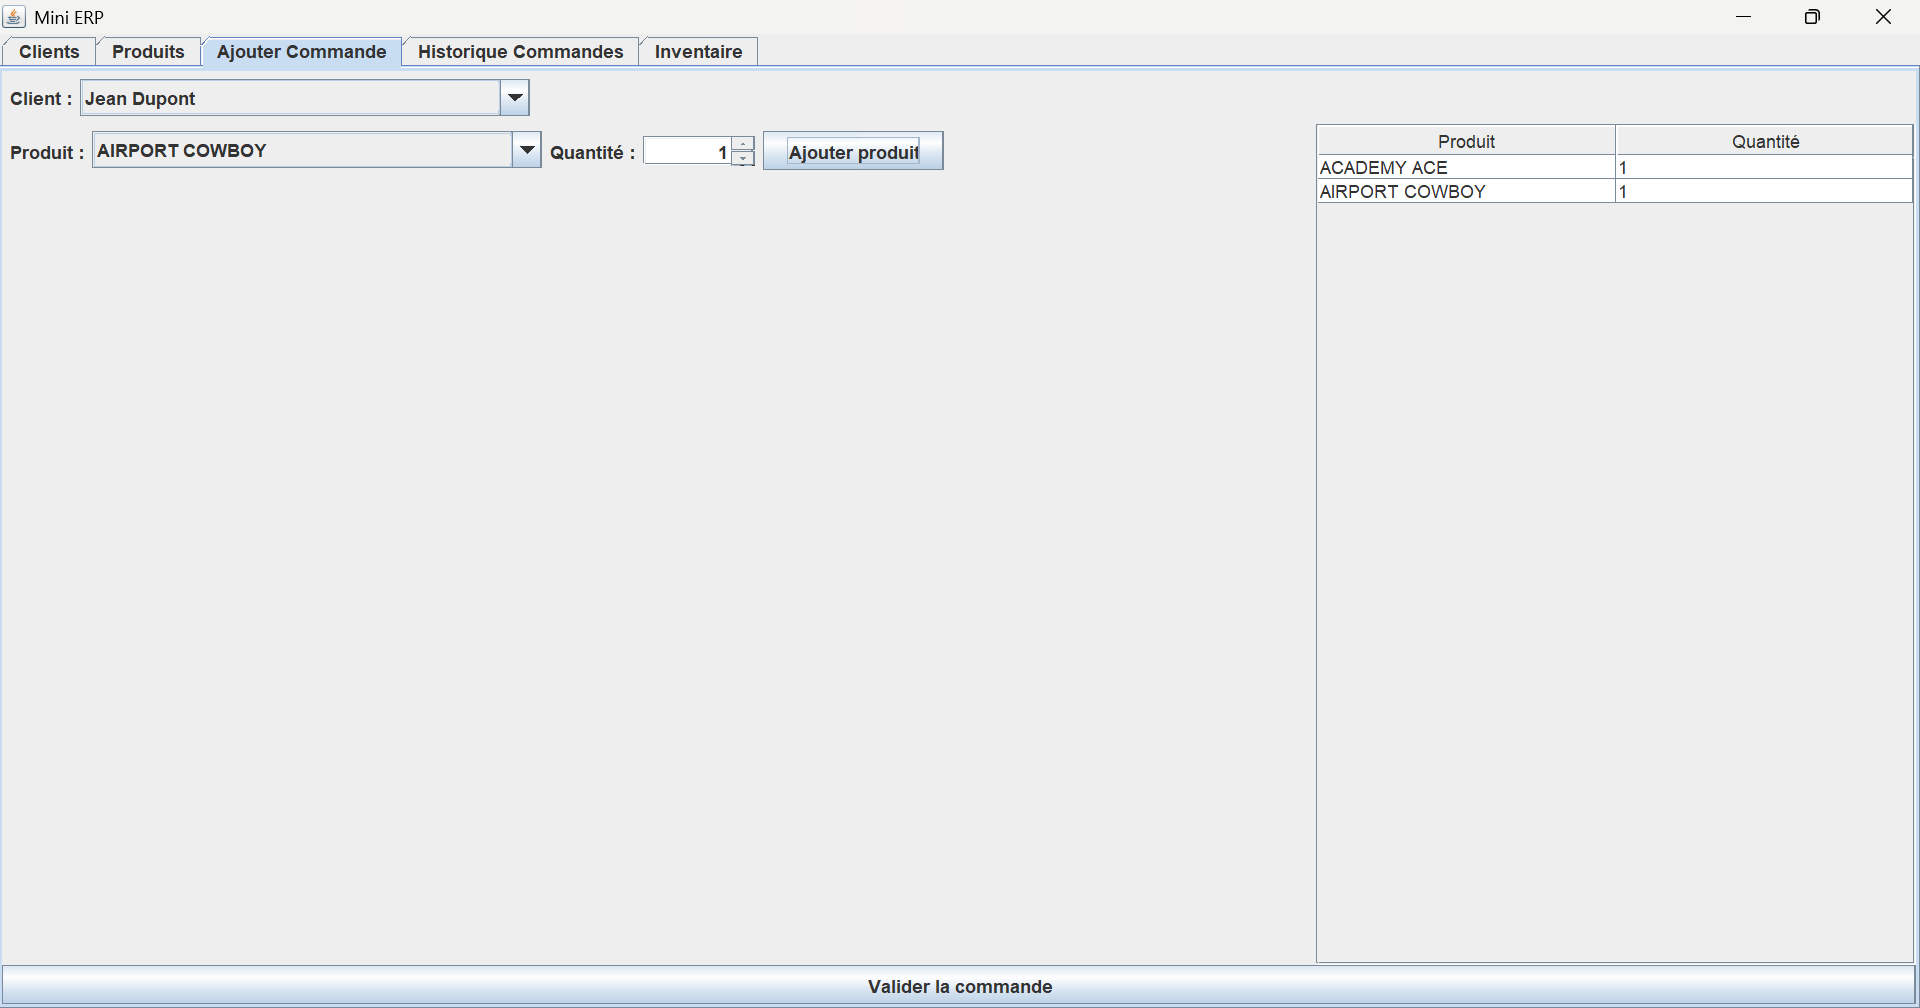 Mini ERP
Clients Produits Ajouter Commande Historique Commandes Inventaire
Client : Jean Dupont
Produit : AIRPORT COWBOY Quantité : 1 Ajouter produit
Produit Quantité
ACADEMY ACE 1
AIRPORT COWBOY 1
Valider la commande